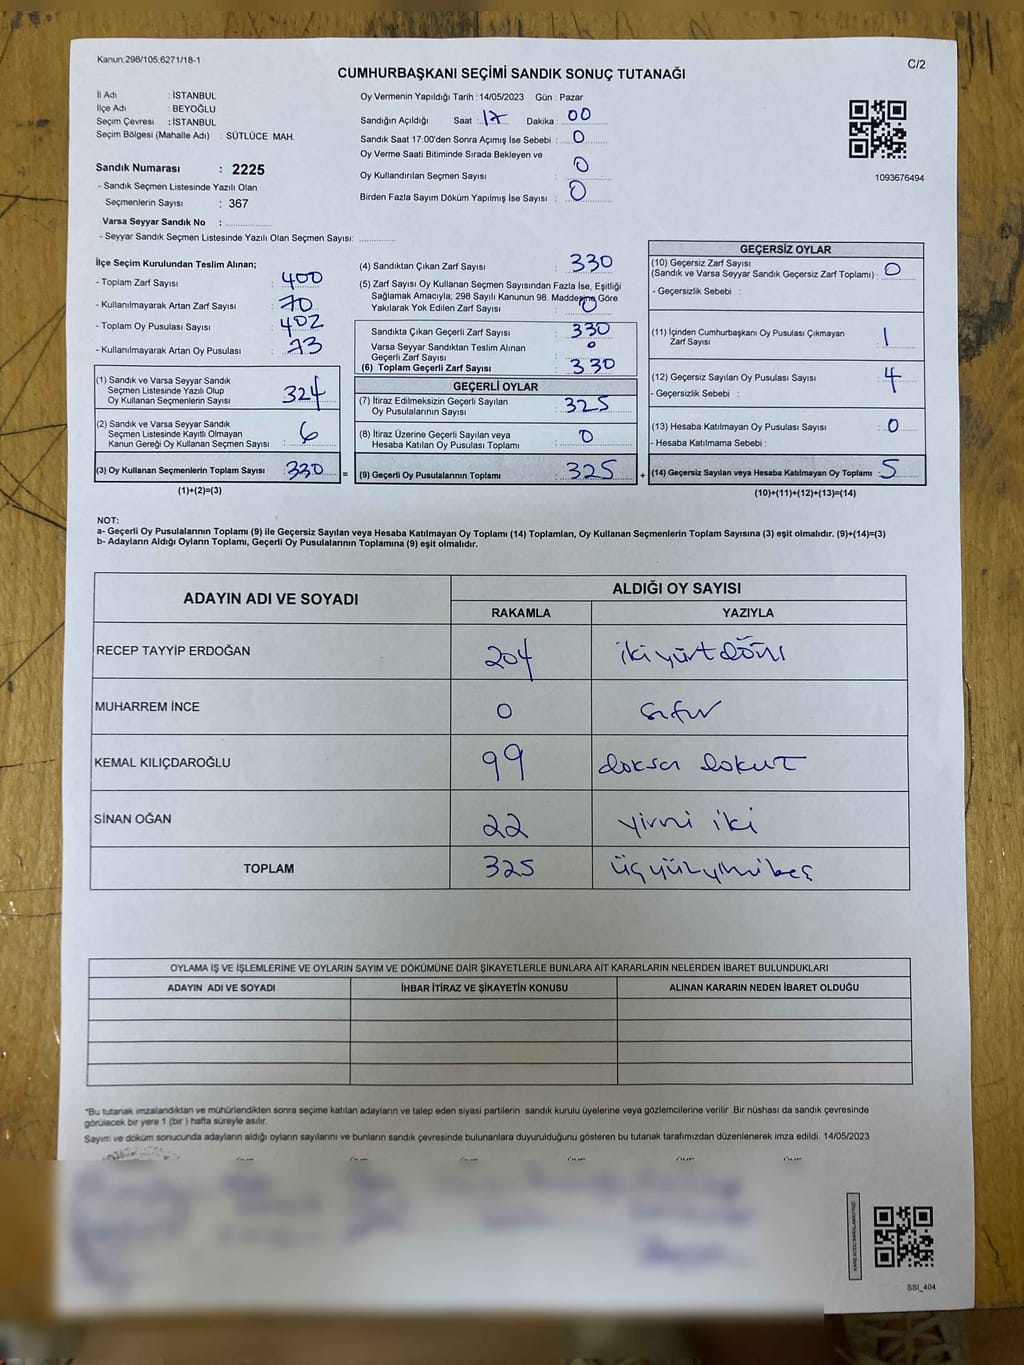 Kanun;298/105,6271/18-1
C/2
CUMHURBAŞKANI SEÇİMİ SANDIK SONUÇ TUTANAĞI
İl Adı : İSTANBUL
İlçe Adı : BEYOĞLU
Seçim Çevresi : İSTANBUL
Seçim Bölgesi (Mahalle Adı) : SÜTLÜCE MAH.
Sandık Numarası : 2225
- Sandık Seçmen Listesinde Yazılı Olan
Seçmenlerin Sayısı : 367
Varsa Seyyar Sandık No :
- Seyyar Sandık Seçmen Listesinde Yazılı Olan Seçmen Sayısı:
Oy Vermenin Yapıldığı Tarih : 14/05/2023 Gün : Pazar
Sandığın Açıldığı Saat : 17 Dakika : 00
Sandık Saat 17:00'den Sonra Açımış İse Sebebi : 0
Oy Verme Saati Bitiminde Sırada Bekleyen ve
Oy Kullandırılan Seçmen Sayısı : 0
Birden Fazla Sayım Döküm Yapılmış İse Sayısı : 0
1093676494
İlçe Seçim Kurulundan Teslim Alınan;
- Toplam Zarf Sayısı : 400
- Kullanılmayarak Artan Zarf Sayısı : 70
- Toplam Oy Pusulası Sayısı : 402
- Kullanılmayarak Artan Oy Pusulası : 73
(1) Sandık ve Varsa Seyyar Sandık
Seçmen Listesinde Yazılı Olup
Oy Kullanan Seçmenlerin Sayısı : 324
(2) Sandık ve Varsa Seyyar Sandık
Seçmen Listesinde Kayıtlı Olmayan
Kanun Gereği Oy Kullanan Seçmen Sayısı : 6
(3) Oy Kullanan Seçmenlerin Toplam Sayısı : 330
(1)+(2)=(3)
(4) Sandıktan Çıkan Zarf Sayısı : 330
(5) Zarf Sayısı Oy Kullanan Seçmen Sayısından Fazla İse, Eşitliği
Sağlamak Amacıyla, 298 Sayılı Kanunun 98. Maddesine Göre
Yakılarak Yok Edilen Zarf Sayısı : 0
Sandıkta Çıkan Geçerli Zarf Sayısı : 330
Varsa Seyyar Sandıktan Teslim Alınan
Geçerli Zarf Sayısı : 0
(6) Toplam Geçerli Zarf Sayısı : 330
GEÇERLİ OYLAR
(7) İtiraz Edilmeksizin Geçerli Sayılan
Oy Pusulalarının Sayısı : 325
(8) İtiraz Üzerine Geçerli Sayılan veya
Hesaba Katılan Oy Pusulası Toplamı : 0
= (9) Geçerli Oy Pusulalarının Toplamı : 325 +
GEÇERSİZ OYLAR
(10) Geçersiz Zarf Sayısı
(Sandık ve Varsa Seyyar Sandık Geçersiz Zarf Toplamı) : 0
- Geçersizlik Sebebi :
(11) İçinden Cumhurbaşkanı Oy Pusulası Çıkmayan
Zarf Sayısı : 1
(12) Geçersiz Sayılan Oy Pusulası Sayısı : 4
- Geçersizlik Sebebi :
(13) Hesaba Katılmayan Oy Pusulası Sayısı : 0
- Hesaba Katılmama Sebebi :
(14) Geçersiz Sayılan veya Hesaba Katılmayan Oy Toplamı : 5
(10)+(11)+(12)+(13)=(14)
NOT:
a- Geçerli Oy Pusulalarının Toplamı (9) ile Geçersiz Sayılan veya Hesaba Katılmayan Oy Toplamı (14) Toplamları, Oy Kullanan Seçmenlerin Toplam Sayısına (3) eşit olmalıdır. (9)+(14)=(3)
b- Adayların Aldığı Oyların Toplamı, Geçerli Oy Pusulalarının Toplamına (9) eşit olmalıdır.
ADAYIN ADI VE SOYADI ALDIĞI OY SAYISI
RAKAMLA YAZIYLA
RECEP TAYYİP ERDOĞAN 204 iki yüz dört
MUHARREM İNCE 0 sıfır
KEMAL KILIÇDAROĞLU 99 doksan dokuz
SİNAN OĞAN 22 yirmi iki
TOPLAM 325 üçyüzyirmibeş
OYLAMA İŞ VE İŞLEMLERİNE VE OYLARIN SAYIM VE DÖKÜMÜNE DAİR ŞİKAYETLERLE BUNLARA AİT KARARLARIN NELERDEN İBARET BULUNDUKLARI
ADAYIN ADI VE SOYADI İHBAR İTİRAZ VE ŞİKAYETİN KONUSU ALINAN KARARIN NEDEN İBARET OLDUĞU
*Bu tutanak imzalandıktan ve mühürlendikten sonra seçime katılan adayların ve talep eden siyasi partilerin sandık kurulu üyelerine veya gözlemcilerine verilir .Bir nüshası da sandık çevresinde
görülecek bir yere 1 (bir ) hafta süreyle asılır.
Sayım ve döküm sonucunda adayların aldığı oyların sayılarını ve bunların sandık çevresinde bulunanlara duyurulduğunu gösteren bu tutanak tarafımızdan düzenlenerek imza edildi. 14/05/2023
SSI_404